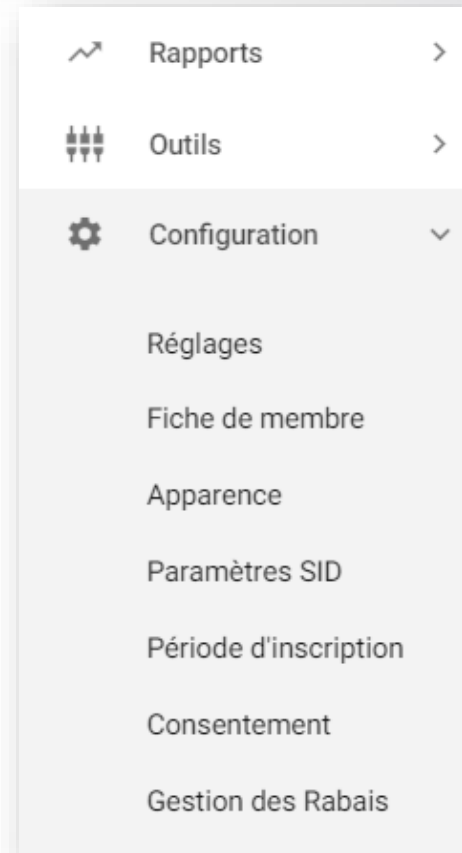 Rapports
Outils
Configuration
Réglages
Fiche de membre
Apparence
Paramètres SID
Période d'inscription
Consentement
Gestion des Rabais